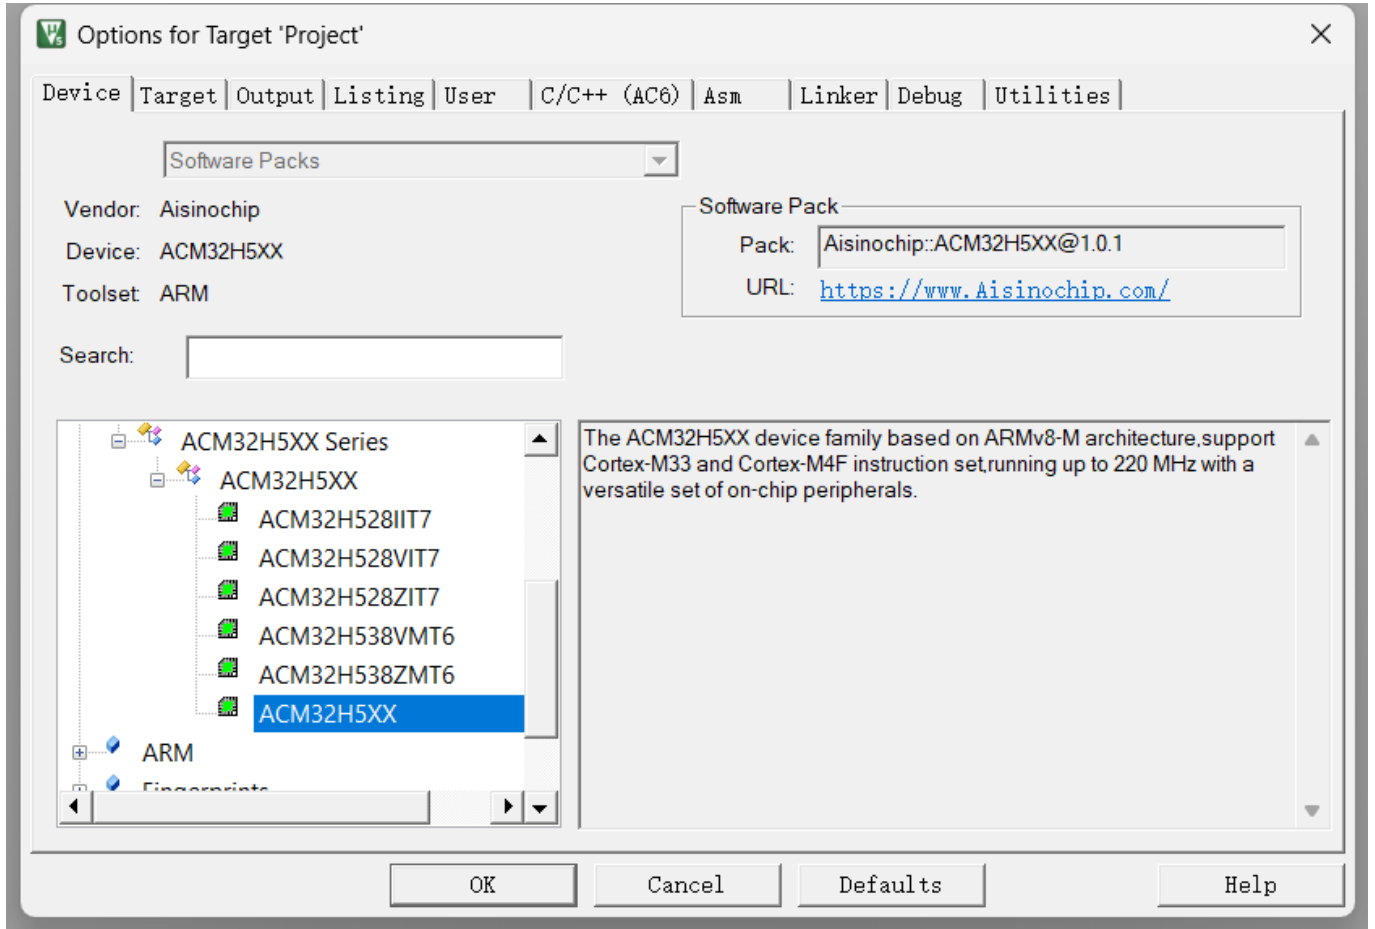 Options for Target 'Project'
Device Target Output Listing User C/C++ (AC6) Asm Linker Debug Utilities
Software Packs
Vendor: Aisinochip
Device: ACM32H5XX
Toolset: ARM
Software Pack
Pack: Aisinochip::ACM32H5XX@1.0.1
URL: https://www.Aisinochip.com/
Search:
ACM32H5XX Series
ACM32H5XX
ACM32H528IIT7
ACM32H528VIT7
ACM32H528ZIT7
ACM32H538VMT6
ACM32H538ZMT6
ACM32H5XX
ARM
Fingerprints
The ACM32H5XX device family based on ARMv8-M architecture,support
Cortex-M33 and Cortex-M4F instruction set,running up to 220 MHz with a
versatile set of on-chip peripherals.
OK Cancel Defaults Help